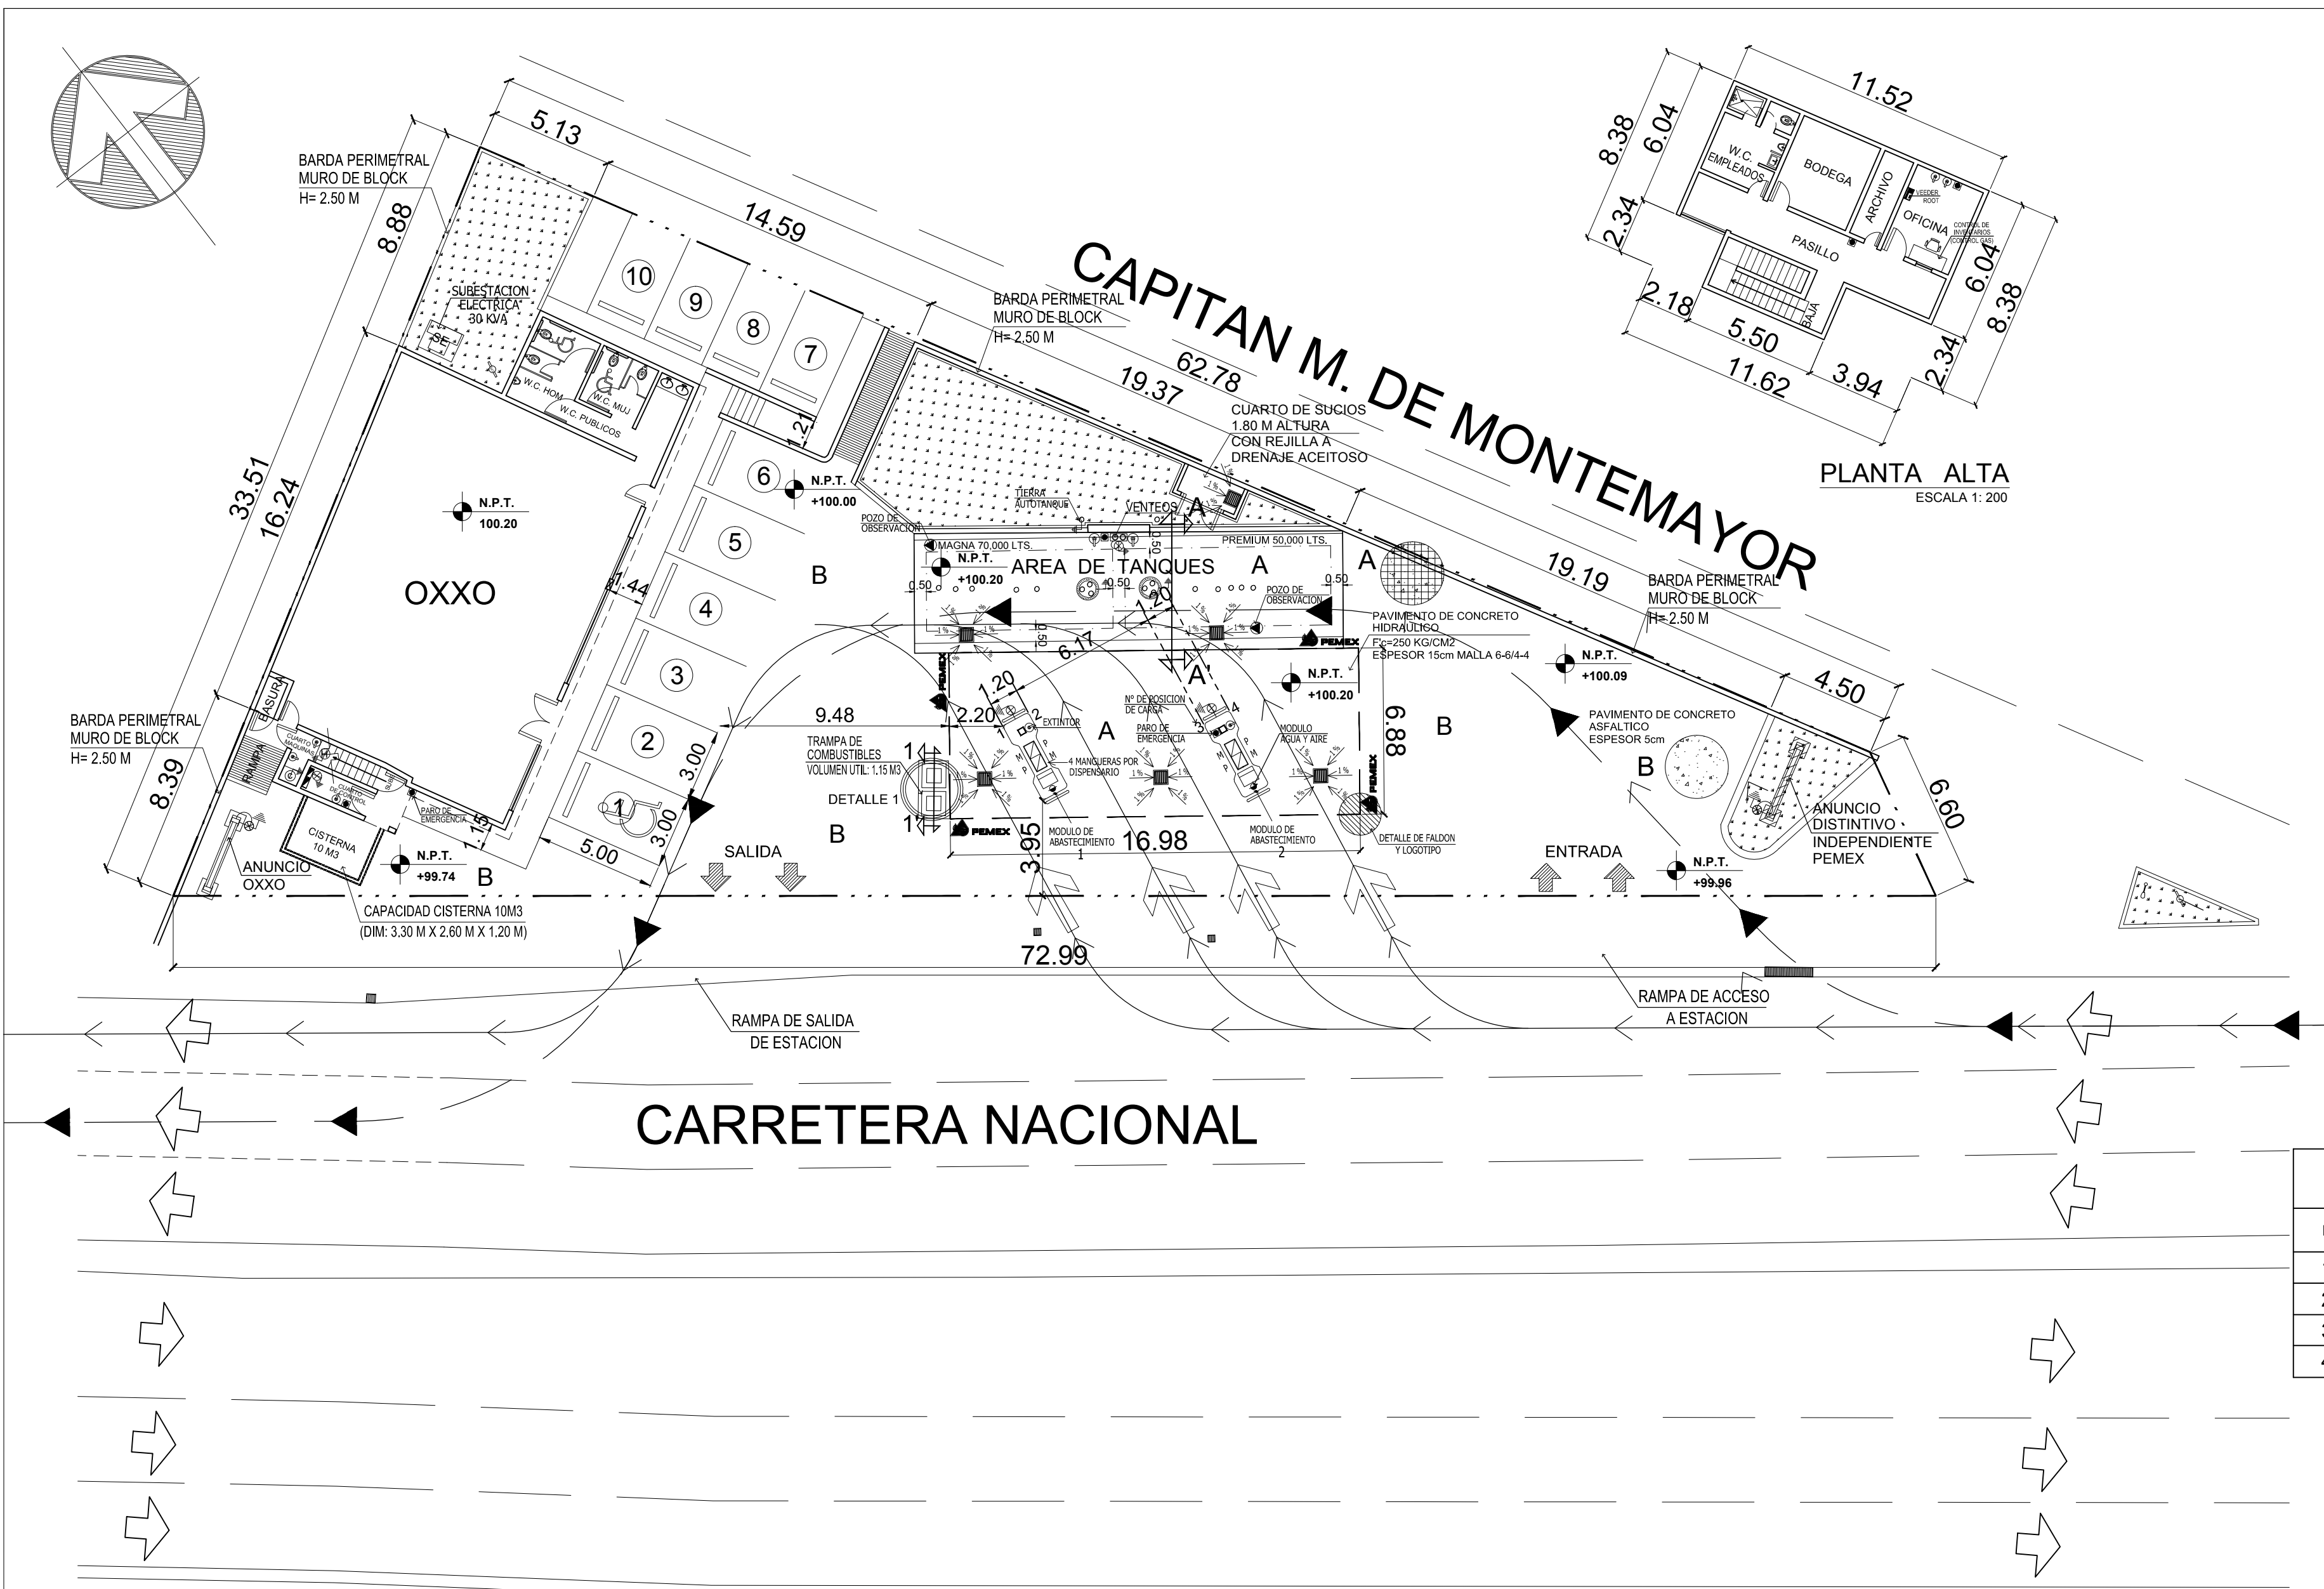 BARDA PERIMETRAL
MURO DE BLOCK
H= 2.50 M
5.13
14.59
8.88
33.51
16.24
8.39
SUBESTACION
ELECTRICA
30 KVA
SE
10
9
8
7
W.C. HOM
W.C. MUJ
W.C. PUBLICOS
1.21
BARDA PERIMETRAL
MURO DE BLOCK
H= 2.50 M
CAPITAN M. DE MONTEMAYOR
62.78
19.37
19.19
4.50
6.60
11.52
8.38
6.04
2.34
W.C.
EMPLEADOS
BODEGA
ARCHIVO
OFICINA
VEEDER
ROOT
CONTROL DE
INVENTARIOS
(CONTROL GAS)
PASILLO
BAJA
2.18
5.50
3.94
11.62
6.04
8.38
2.34
PLANTA ALTA
ESCALA 1: 200
CUARTO DE SUCIOS
1.80 M ALTURA
CON REJILLA A
DRENAJE ACEITOSO
N.P.T.
100.20
OXXO
1.44
6
5
4
3
2
1
N.P.T.
+100.00
POZO DE
OBSERVACION
TIERRA
AUTOTANQUE
VENTEOS
A
0.50
MAGNA 70,000 LTS.
PREMIUM 50,000 LTS.
N.P.T.
+100.20
AREA DE TANQUES
A
A
B
0.50
0.50
0.50
0.50
1.20
POZO DE
OBSERVACION
PEMEX
PEMEX
6.17
A'
PAVIMENTO DE CONCRETO
HIDRAULICO
F'c=250 KG/CM2
ESPESOR 15cm MALLA 6-6/4-4
BARDA PERIMETRAL
MURO DE BLOCK
H= 2.50 M
N.P.T.
+100.09
N.P.T.
+100.20
BARDA PERIMETRAL
MURO DE BLOCK
H= 2.50 M
BASURA
RAMPA
CUARTO
MAQUINAS
CUARTO
DE CONTROL
SUBE
CISTERNA
10 M3
PARO DE
EMERGENCIA
1.15
N.P.T.
+99.74
B
ANUNCIO
OXXO
CAPACIDAD CISTERNA 10M3
(DIM: 3.30 M X 2.60 M X 1.20 M)
3.00
3.00
5.00
9.48
2.20
1.20
TRAMPA DE
COMBUSTIBLES
VOLUMEN UTIL: 1.15 M3
DETALLE 1
1
1'
B
SALIDA
1
2
EXTINTOR
Nº DE POSICION
DE CARGA
A
PARO DE
EMERGENCIA
3
4
MODULO
AGUA Y AIRE
4 MANGUERAS POR
DISPENSARIO
P
M
P
M
P
M
P
M
1 %
1 %
1 %
1 %
PEMEX
PEMEX
MODULO DE
ABASTECIMIENTO
1
MODULO DE
ABASTECIMIENTO
2
3.95
16.98
6.88
B
DETALLE DE FALDON
Y LOGOTIPO
ENTRADA
PAVIMENTO DE CONCRETO
ASFALTICO
ESPESOR 5cm
B
ANUNCIO
DISTINTIVO
INDEPENDIENTE
PEMEX
N.P.T.
+99.96
72.99
RAMPA DE SALIDA
DE ESTACION
RAMPA DE ACCESO
A ESTACION
CARRETERA NACIONAL